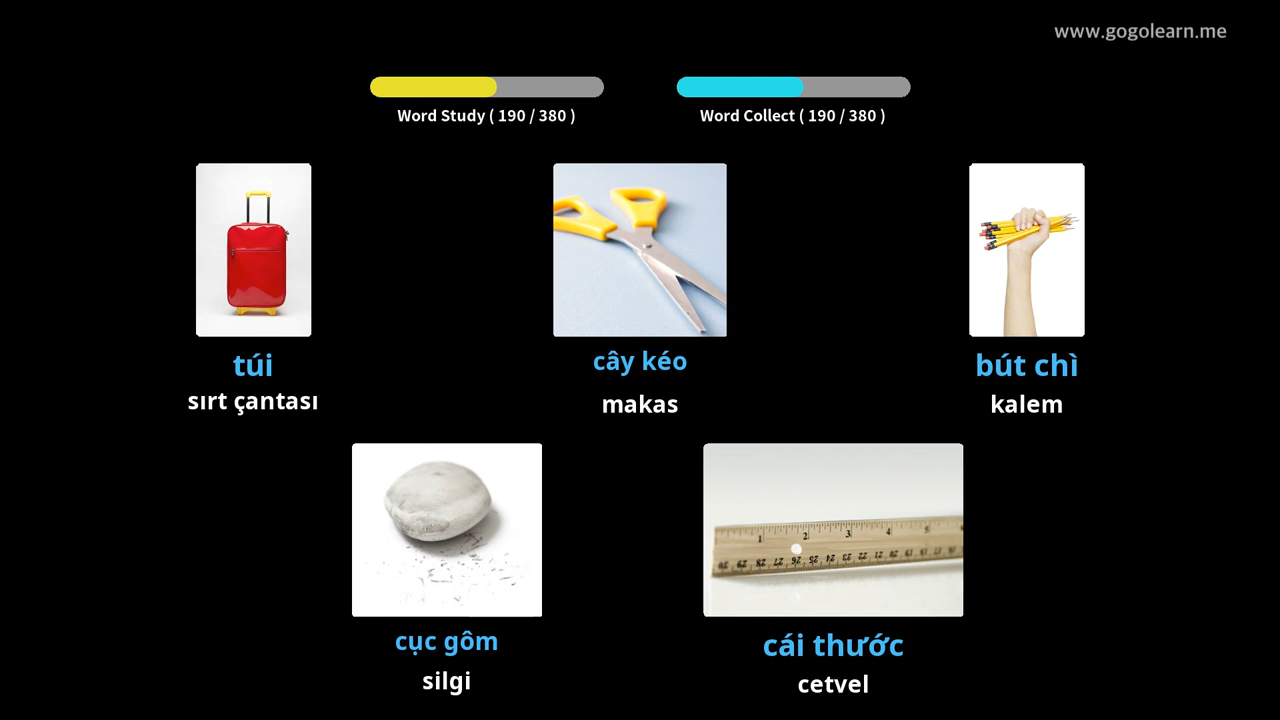 www.gogolearn.me
Word Study ( 190 / 380 )
Word Collect ( 190 / 380 )
túi
sırt çantası
cây kéo
makas
bút chì
kalem
cục gôm
silgi
cái thước
cetvel